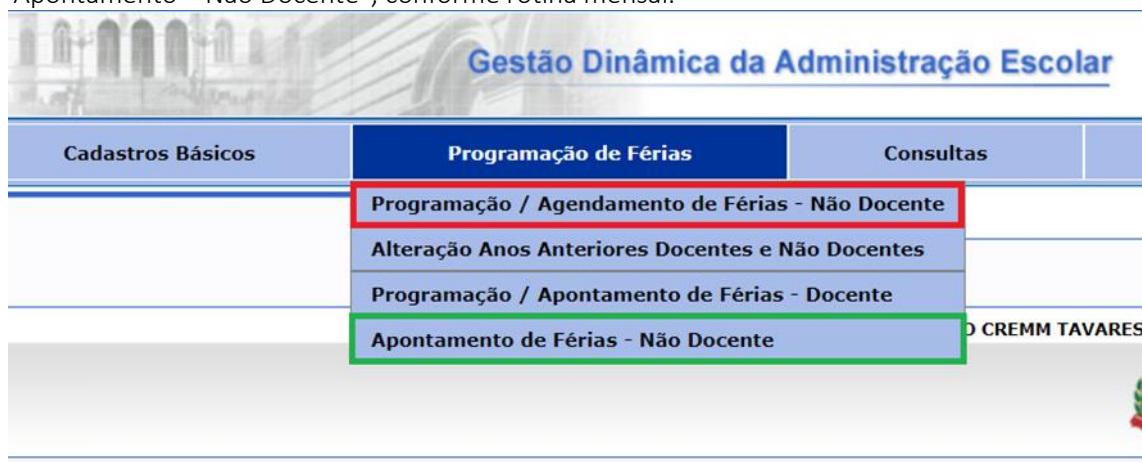 "Apontamento – Não Docente", conforme rotina mensal.
Gestão Dinâmica da Administração Escolar
Cadastros Básicos
Programação de Férias
Consultas
Programação / Agendamento de Férias - Não Docente
Alteração Anos Anteriores Docentes e Não Docentes
Programação / Apontamento de Férias - Docente
Apontamento de Férias - Não Docente
O CREMM TAVARES